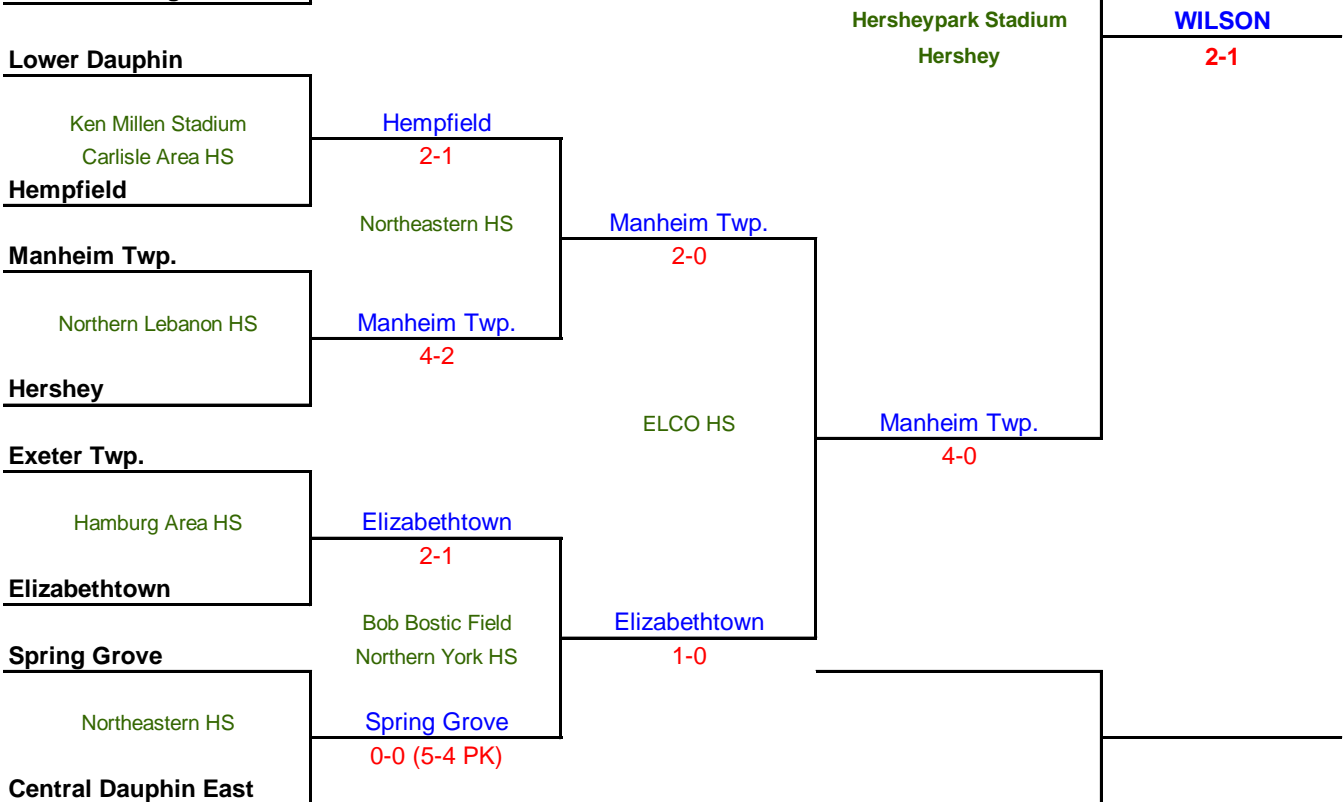 Hersheypark Stadium
Hershey
WILSON
2-1
Lower Dauphin
Ken Millen Stadium
Carlisle Area HS
Hempfield
2-1
Hempfield
Northeastern HS
Manheim Twp.
2-0
Manheim Twp.
Northern Lebanon HS
Manheim Twp.
4-2
Hershey
ELCO HS
Manheim Twp.
4-0
Exeter Twp.
Hamburg Area HS
Elizabethtown
2-1
Elizabethtown
Bob Bostic Field
Northern York HS
Elizabethtown
1-0
Spring Grove
Northeastern HS
Spring Grove
0-0 (5-4 PK)
Central Dauphin East